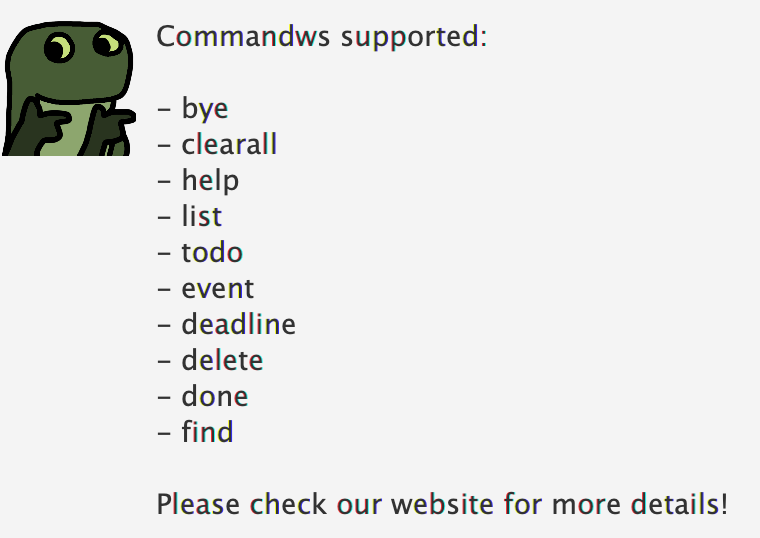 Commandws supported:
- bye
- clearall
- help
- list
- todo
- event
- deadline
- delete
- done
- find
Please check our website for more details!